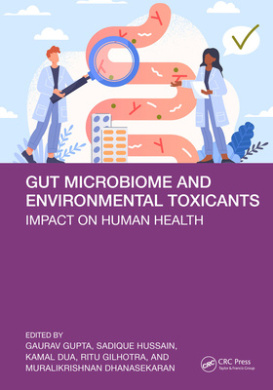 GUT MICROBIOME AND
ENVIRONMENTAL TOXICANTS
IMPACT ON HUMAN HEALTH
EDITED BY
GAURAV GUPTA, SADIQUE HUSSAIN,
KAMAL DUA, RITU GILHOTRA, AND
MURALIKRISHNAN DHANASEKARAN
CRC Press
Taylor & Francis Group